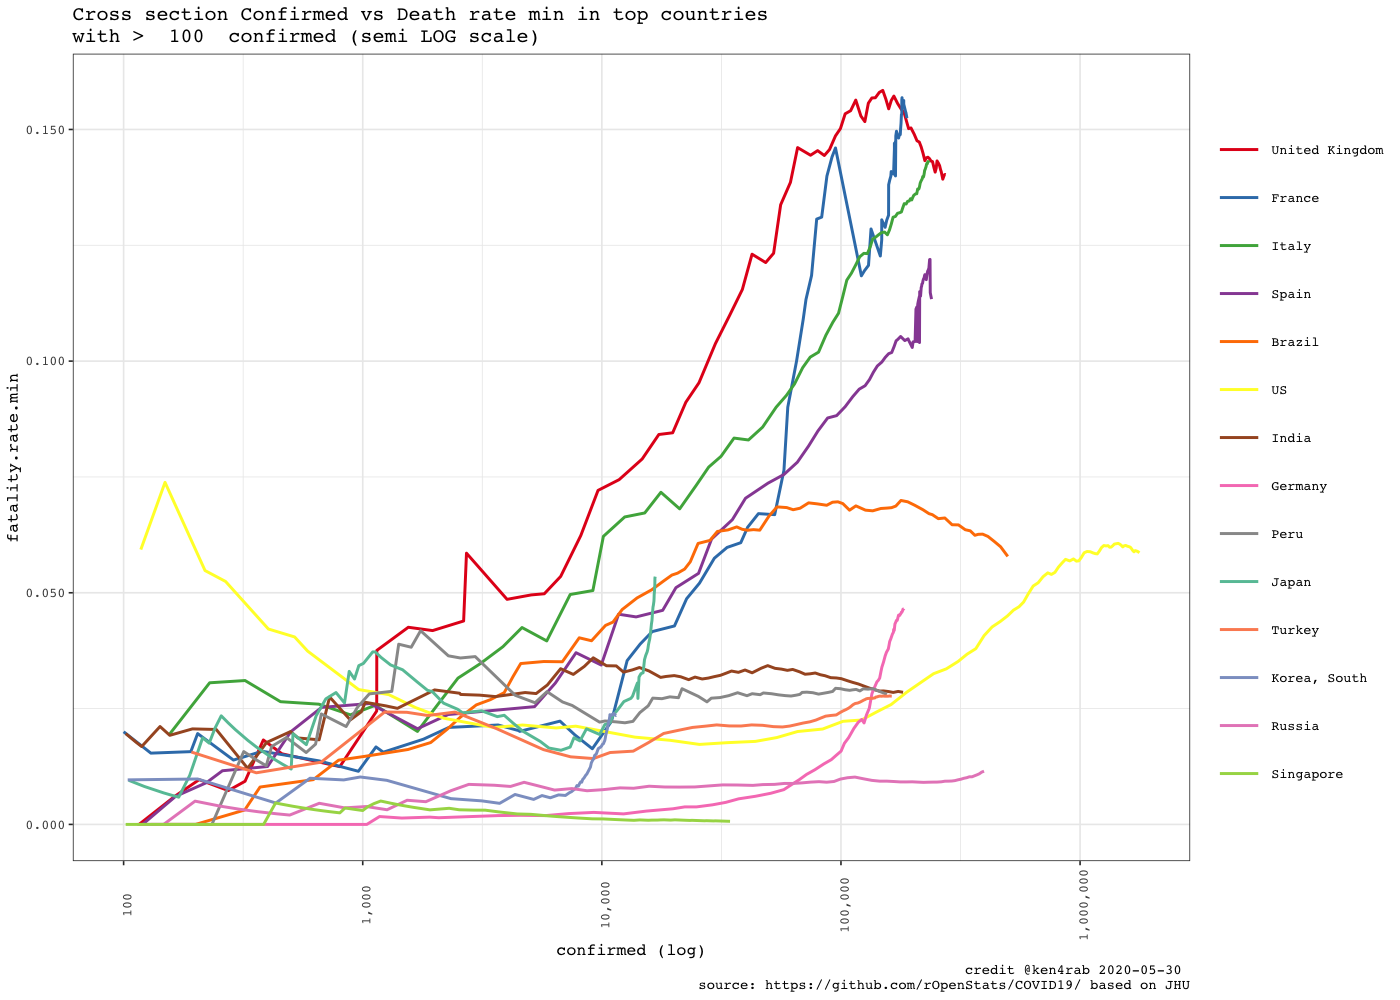 Cross section Confirmed vs Death rate min in top countries
with >  100  confirmed (semi LOG scale)
fatality.rate.min
0.150
0.100
0.050
0.000
100
1,000
10,000
100,000
1,000,000
confirmed (log)
United Kingdom
France
Italy
Spain
Brazil
US
India
Germany
Peru
Japan
Turkey
Korea, South
Russia
Singapore
credit @ken4rab 2020-05-30
source: https://github.com/rOpenStats/COVID19/ based on JHU